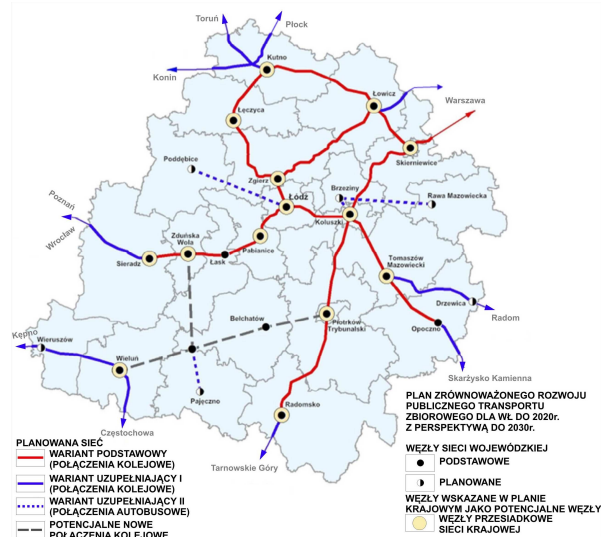 Toruń
Płock
Konin
Kutno
Łowicz
Warszawa
Łęczyca
Skierniewice
Poddębice
Zgierz
Brzeziny
Rawa Mazowiecka
Łódź
Koluszki
Poznań
Wrocław
Zduńska
Wola
Pabianice
Sieradz
Łask
Tomaszów
Mazowiecki
Drzewica
Radom
Opoczno
Bełchatów
Piotrków
Trybunalski
Kępno
Wieruszów
Wieluń
Pajęczno
Radomsko
Skarżysko Kamienna
Częstochowa
Tarnowskie Góry
PLANOWANA SIEĆ
WARIANT PODSTAWOWY
(POŁĄCZENIA KOLEJOWE)
WARIANT UZUPEŁNIAJĄCY I
(POŁĄCZENIA KOLEJOWE)
WARIANT UZUPEŁNIAJĄCY II
(POŁĄCZENIA AUTOBUSOWE)
POTENCJALNE NOWE
POŁĄCZENIA KOLEJOWE
PLAN ZRÓWNOWAŻONEGO ROZWOJU
PUBLICZNEGO TRANSPORTU
ZBIOROWEGO DLA WŁ DO 2020r.
Z PERSPEKTYWĄ DO 2030r.
WĘZŁY SIECI WOJEWÓDZKIEJ
PODSTAWOWE
PLANOWANE
WĘZŁY WSKAZANE W PLANIE
KRAJOWYM JAKO POTENCJALNE WĘZŁY
WĘZŁY PRZESIADKOWE
SIECI KRAJOWEJ